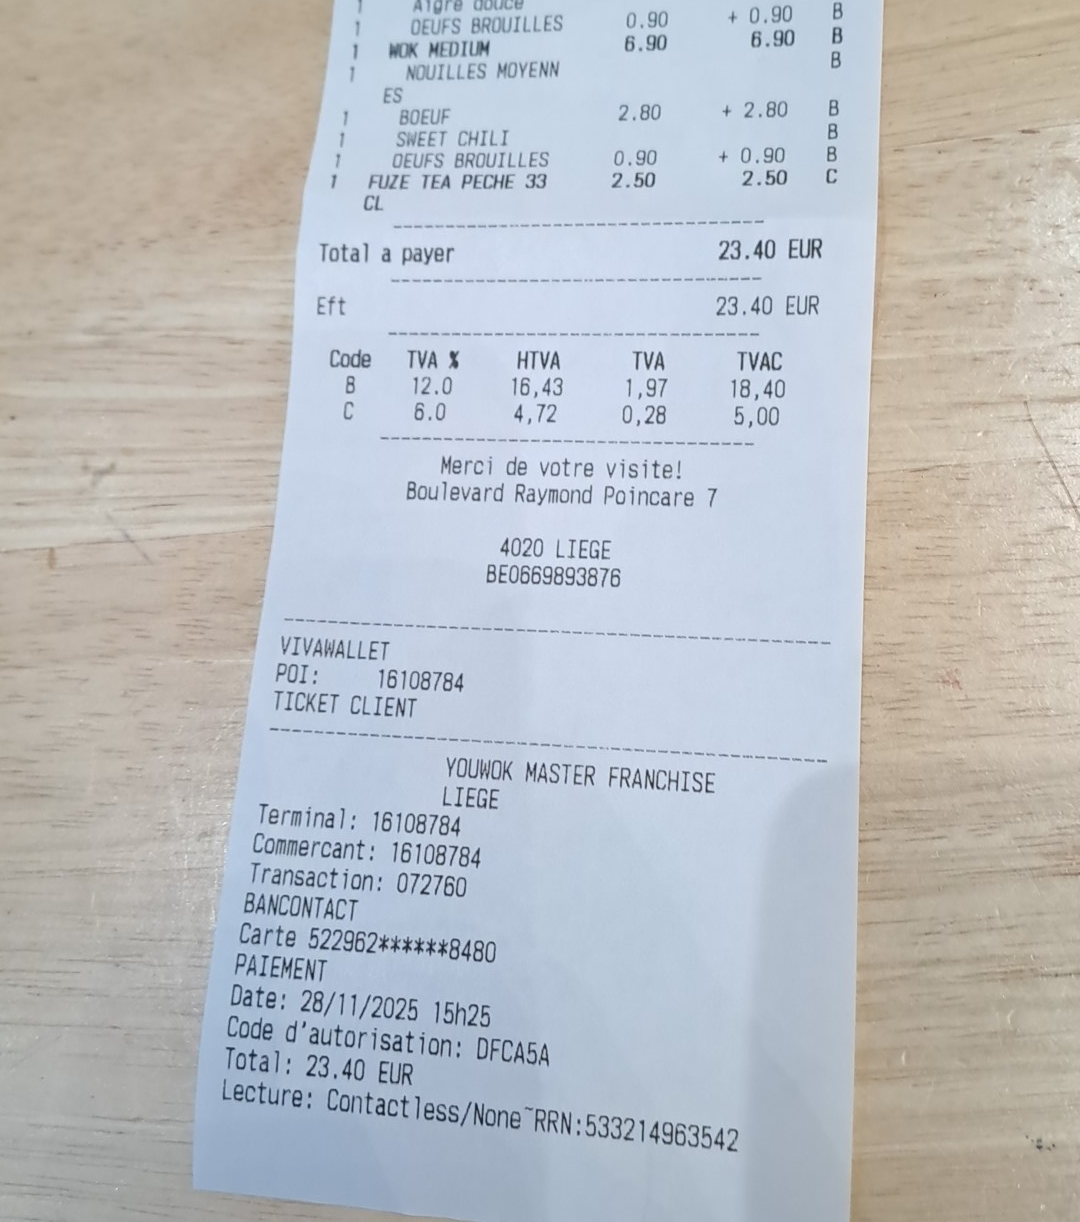 1 Aigre douce
1 OEUFS BROUILLES 0.90 + 0.90 B
1 WOK MEDIUM 6.90 6.90 B
1 NOUILLES MOYENN B
ES
1 BOEUF 2.80 + 2.80 B
1 SWEET CHILI B
1 OEUFS BROUILLES 0.90 + 0.90 B
1 FUZE TEA PECHE 33 2.50 2.50 C
CL
Total a payer 23.40 EUR
Eft 23.40 EUR
Code TVA % HTVA TVA TVAC
B 12.0 16,43 1,97 18,40
C 6.0 4,72 0,28 5,00
Merci de votre visite!
Boulevard Raymond Poincare 7
4020 LIEGE
BE0669893876
VIVAWALLET
POI: 16108784
TICKET CLIENT
YOUWOK MASTER FRANCHISE
LIEGE
Terminal: 16108784
Commercant: 16108784
Transaction: 072760
BANCONTACT
Carte 522962******8480
PAIEMENT
Date: 28/11/2025 15h25
Code d'autorisation: DFCA5A
Total: 23.40 EUR
Lecture: Contactless/None~RRN:533214963542